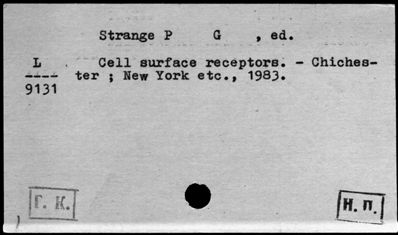 Strange P G , ed.
L Cell surface receptors. - Chiches-
---- ter ; New York etc., 1983.
9131
Г. К. Н. П.